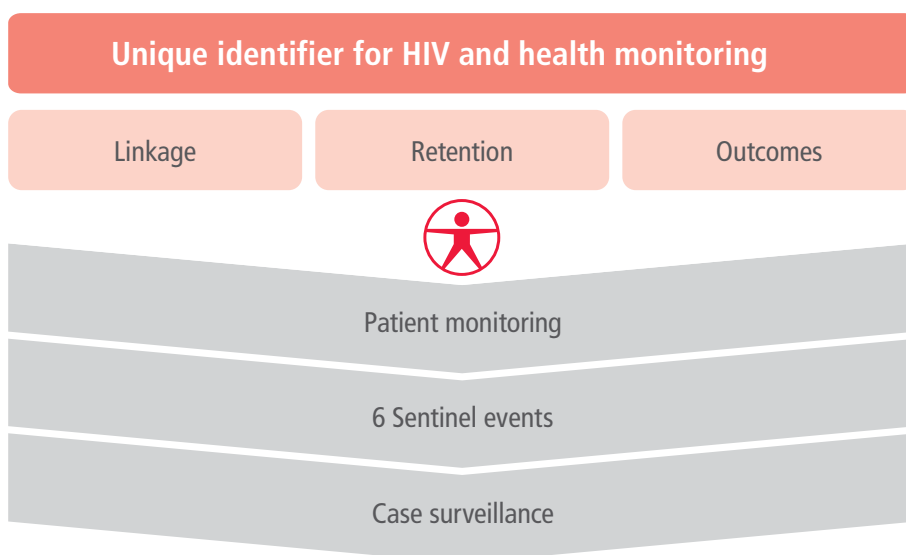 Unique identifier for HIV and health monitoring
Linkage
Retention
Outcomes
Patient monitoring
6 Sentinel events
Case surveillance